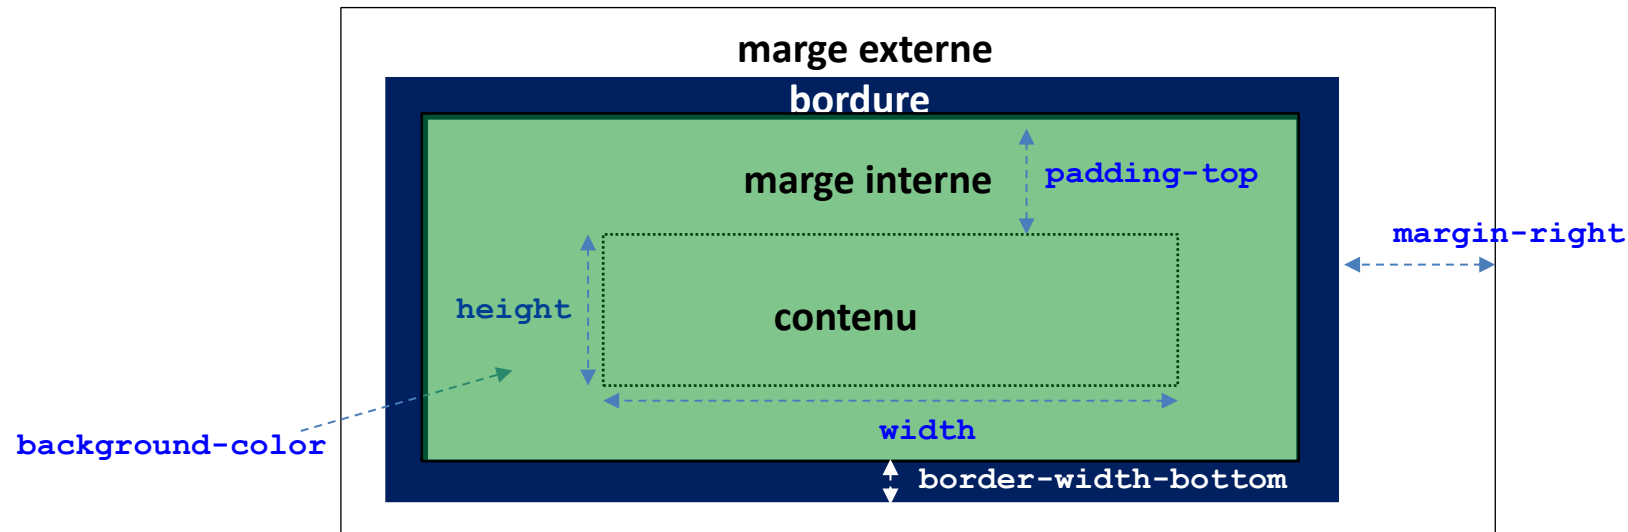 marge externe
bordure
marge interne
padding-top
margin-right
height
contenu
width
background-color
border-width-bottom